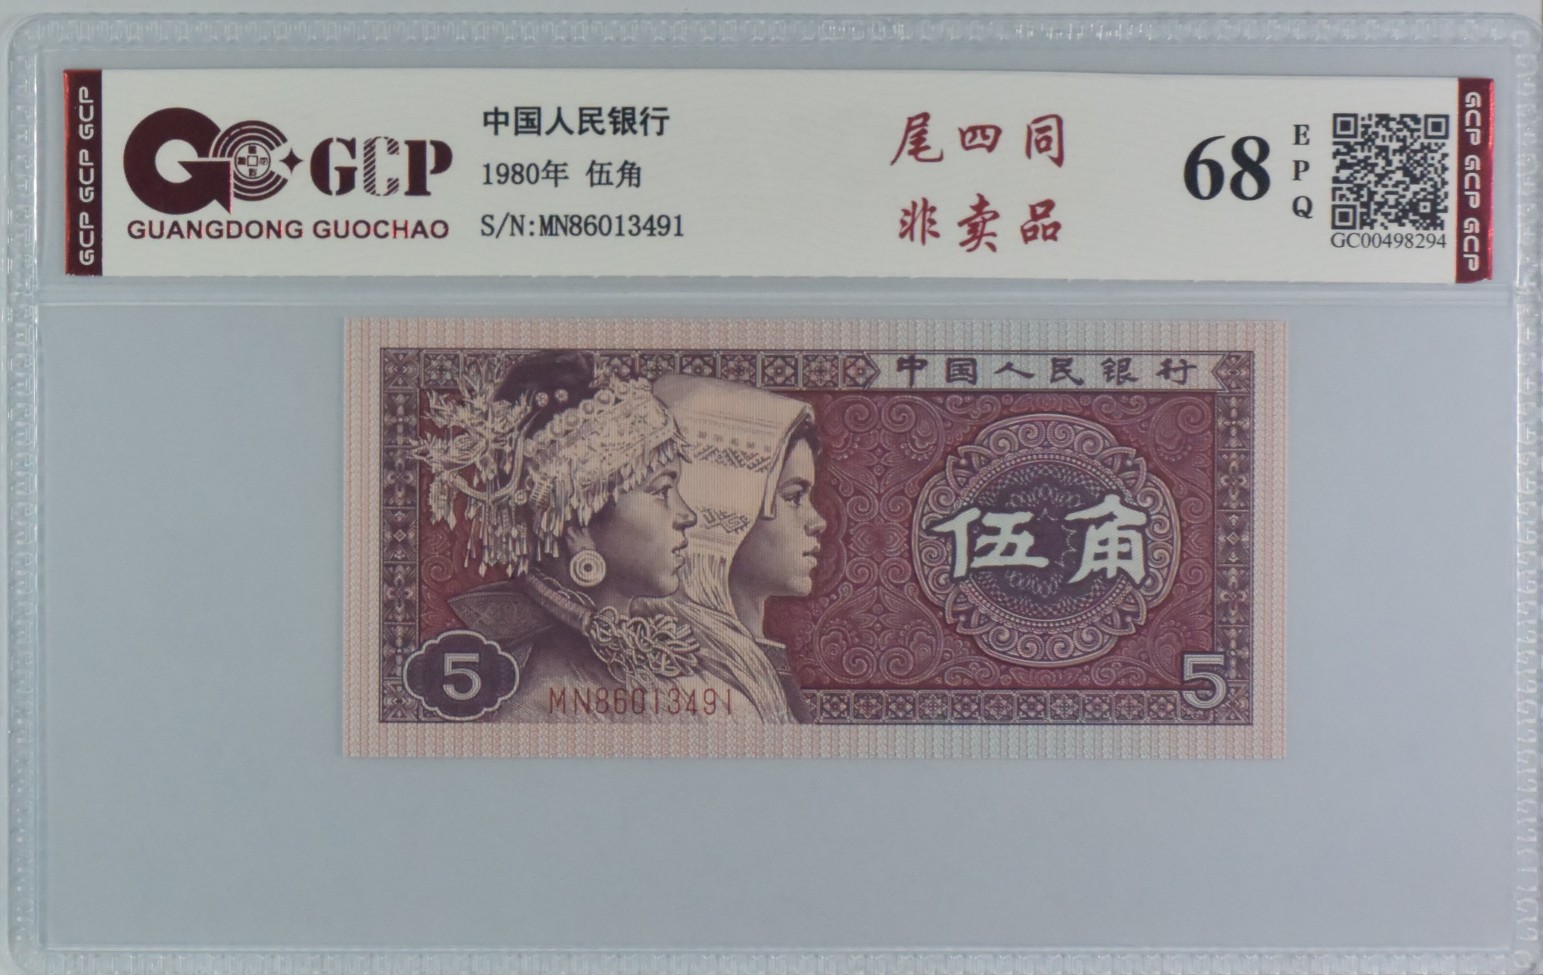 GCP GCP GCP
GCP
GUANGDONG GUOCHAO
中国人民银行
1980年 伍角
S/N:MN86013491
尾四同
非卖品
68
E
P
Q
GC00498294
GCP GCP GCP
中国人民银行
伍角
5
MN86013491
5